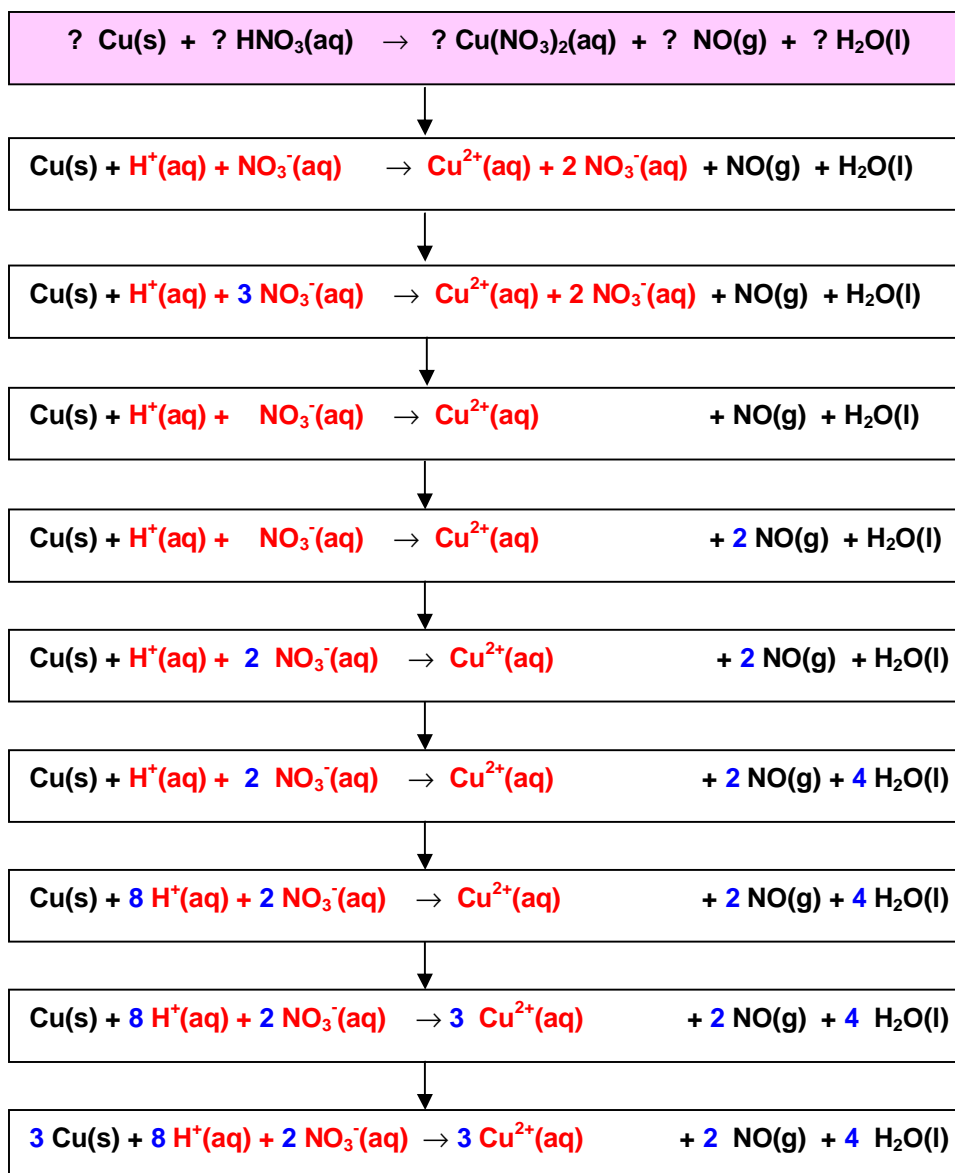 ? Cu(s) + ? HNO₃(aq) → ? Cu(NO₃)₂(aq) + ? NO(g) + ? H₂O(l)
Cu(s) + H⁺(aq) + NO₃⁻(aq) → Cu²⁺(aq) + 2 NO₃⁻(aq) + NO(g) + H₂O(l)
Cu(s) + H⁺(aq) + 3 NO₃⁻(aq) → Cu²⁺(aq) + 2 NO₃⁻(aq) + NO(g) + H₂O(l)
Cu(s) + H⁺(aq) + NO₃⁻(aq) → Cu²⁺(aq) + NO(g) + H₂O(l)
Cu(s) + H⁺(aq) + NO₃⁻(aq) → Cu²⁺(aq) + 2 NO(g) + H₂O(l)
Cu(s) + H⁺(aq) + 2 NO₃⁻(aq) → Cu²⁺(aq) + 2 NO(g) + H₂O(l)
Cu(s) + H⁺(aq) + 2 NO₃⁻(aq) → Cu²⁺(aq) + 2 NO(g) + 4 H₂O(l)
Cu(s) + 8 H⁺(aq) + 2 NO₃⁻(aq) → Cu²⁺(aq) + 2 NO(g) + 4 H₂O(l)
Cu(s) + 8 H⁺(aq) + 2 NO₃⁻(aq) → 3 Cu²⁺(aq) + 2 NO(g) + 4 H₂O(l)
3 Cu(s) + 8 H⁺(aq) + 2 NO₃⁻(aq) → 3 Cu²⁺(aq) + 2 NO(g) + 4 H₂O(l)